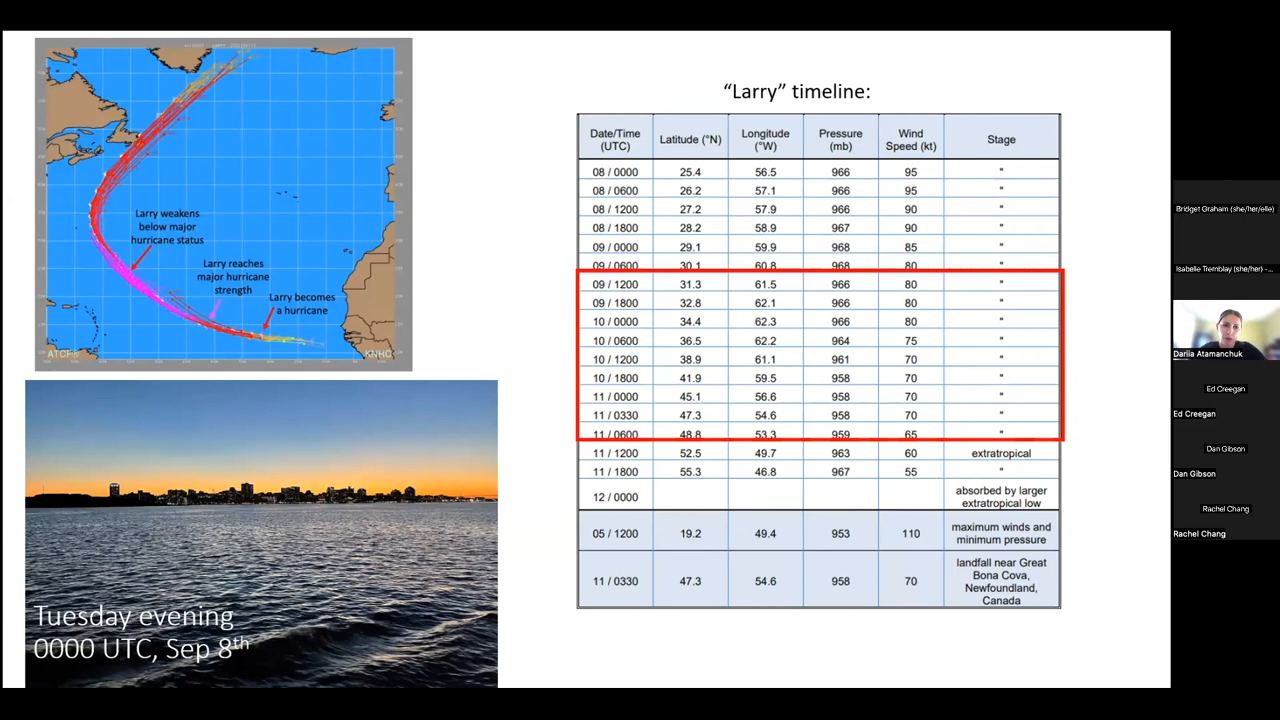 "Larry" timeline:
Larry weakens
below major
hurricane status
Larry reaches
major hurricane
strength
Larry becomes
a hurricane
ATCF®
KNHC
Tuesday evening
0000 UTC, Sep 8th
Date/Time (UTC) Latitude (°N) Longitude (°W) Pressure (mb) Wind Speed (kt) Stage
08 / 0000 25.4 56.5 966 95 "
08 / 0600 26.2 57.1 966 95 "
08 / 1200 27.2 57.9 966 90 "
08 / 1800 28.2 58.9 967 90 "
09 / 0000 29.1 59.9 968 85 "
09 / 0600 30.1 60.8 968 80 "
09 / 1200 31.3 61.5 966 80 "
09 / 1800 32.8 62.1 966 80 "
10 / 0000 34.4 62.3 966 80 "
10 / 0600 36.5 62.2 964 75 "
10 / 1200 38.9 61.1 961 70 "
10 / 1800 41.9 59.5 958 70 "
11 / 0000 45.1 56.6 958 70 "
11 / 0330 47.3 54.6 958 70 "
11 / 0600 48.8 53.3 959 65 "
11 / 1200 52.5 49.7 963 60 extratropical
11 / 1800 55.3 46.8 967 55 "
12 / 0000 absorbed by larger extratropical low
05 / 1200 19.2 49.4 953 110 maximum winds and minimum pressure
11 / 0330 47.3 54.6 958 70 landfall near Great Bona Cova, Newfoundland, Canada
Bridget Graham (she/her/elle)
Isabelle Tremblay (she/her) -...
Dariia Atamanchuk
Ed Creegan
Ed Creegan
Dan Gibson
Dan Gibson
Rachel Chang
Rachel Chang